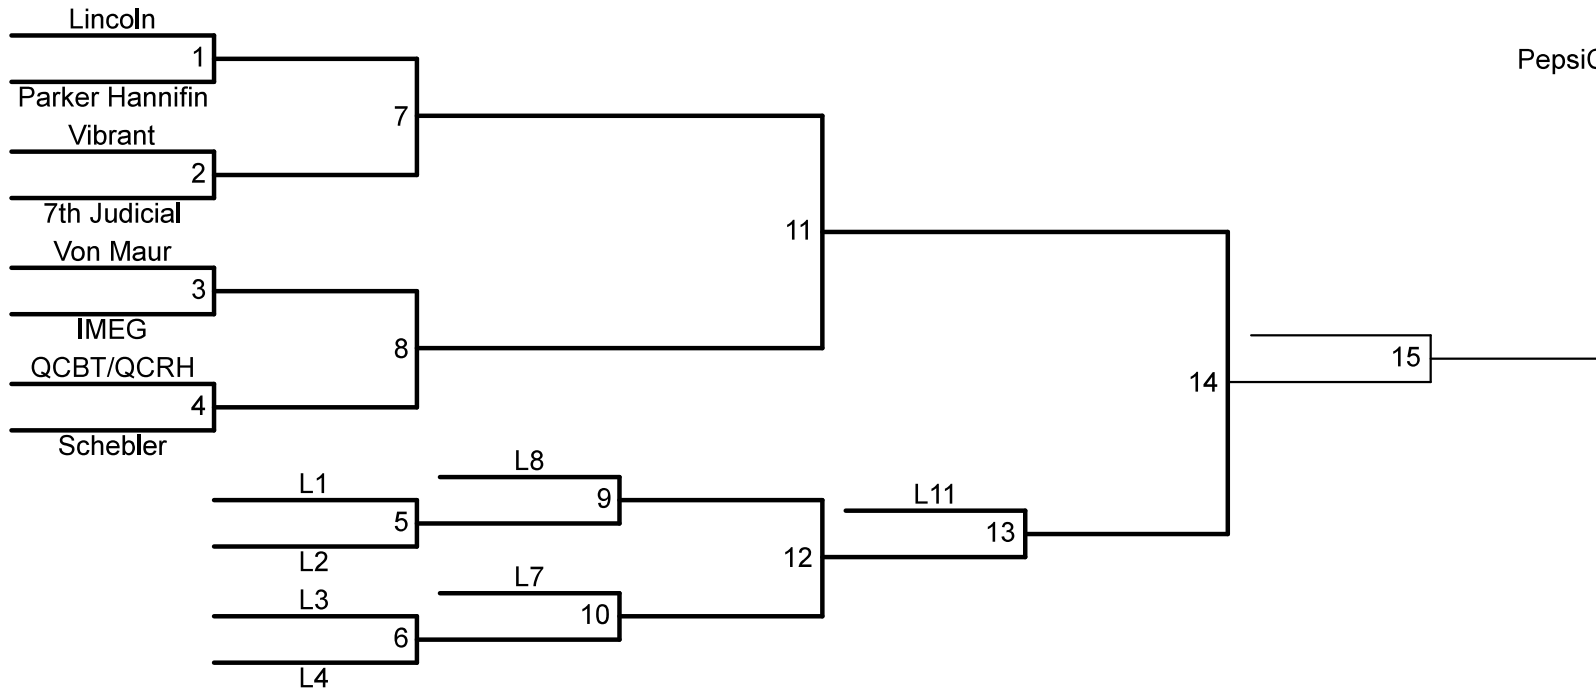 Lincoln
1
PepsiC
Parker Hannifin
7
Vibrant
2
7th Judicial
11
Von Maur
3
IMEG
8
QCBT/QCRH
15
14
4
Schebler
L8
L1
9
L11
5
13
L2
12
L7
L3
10
6
L4